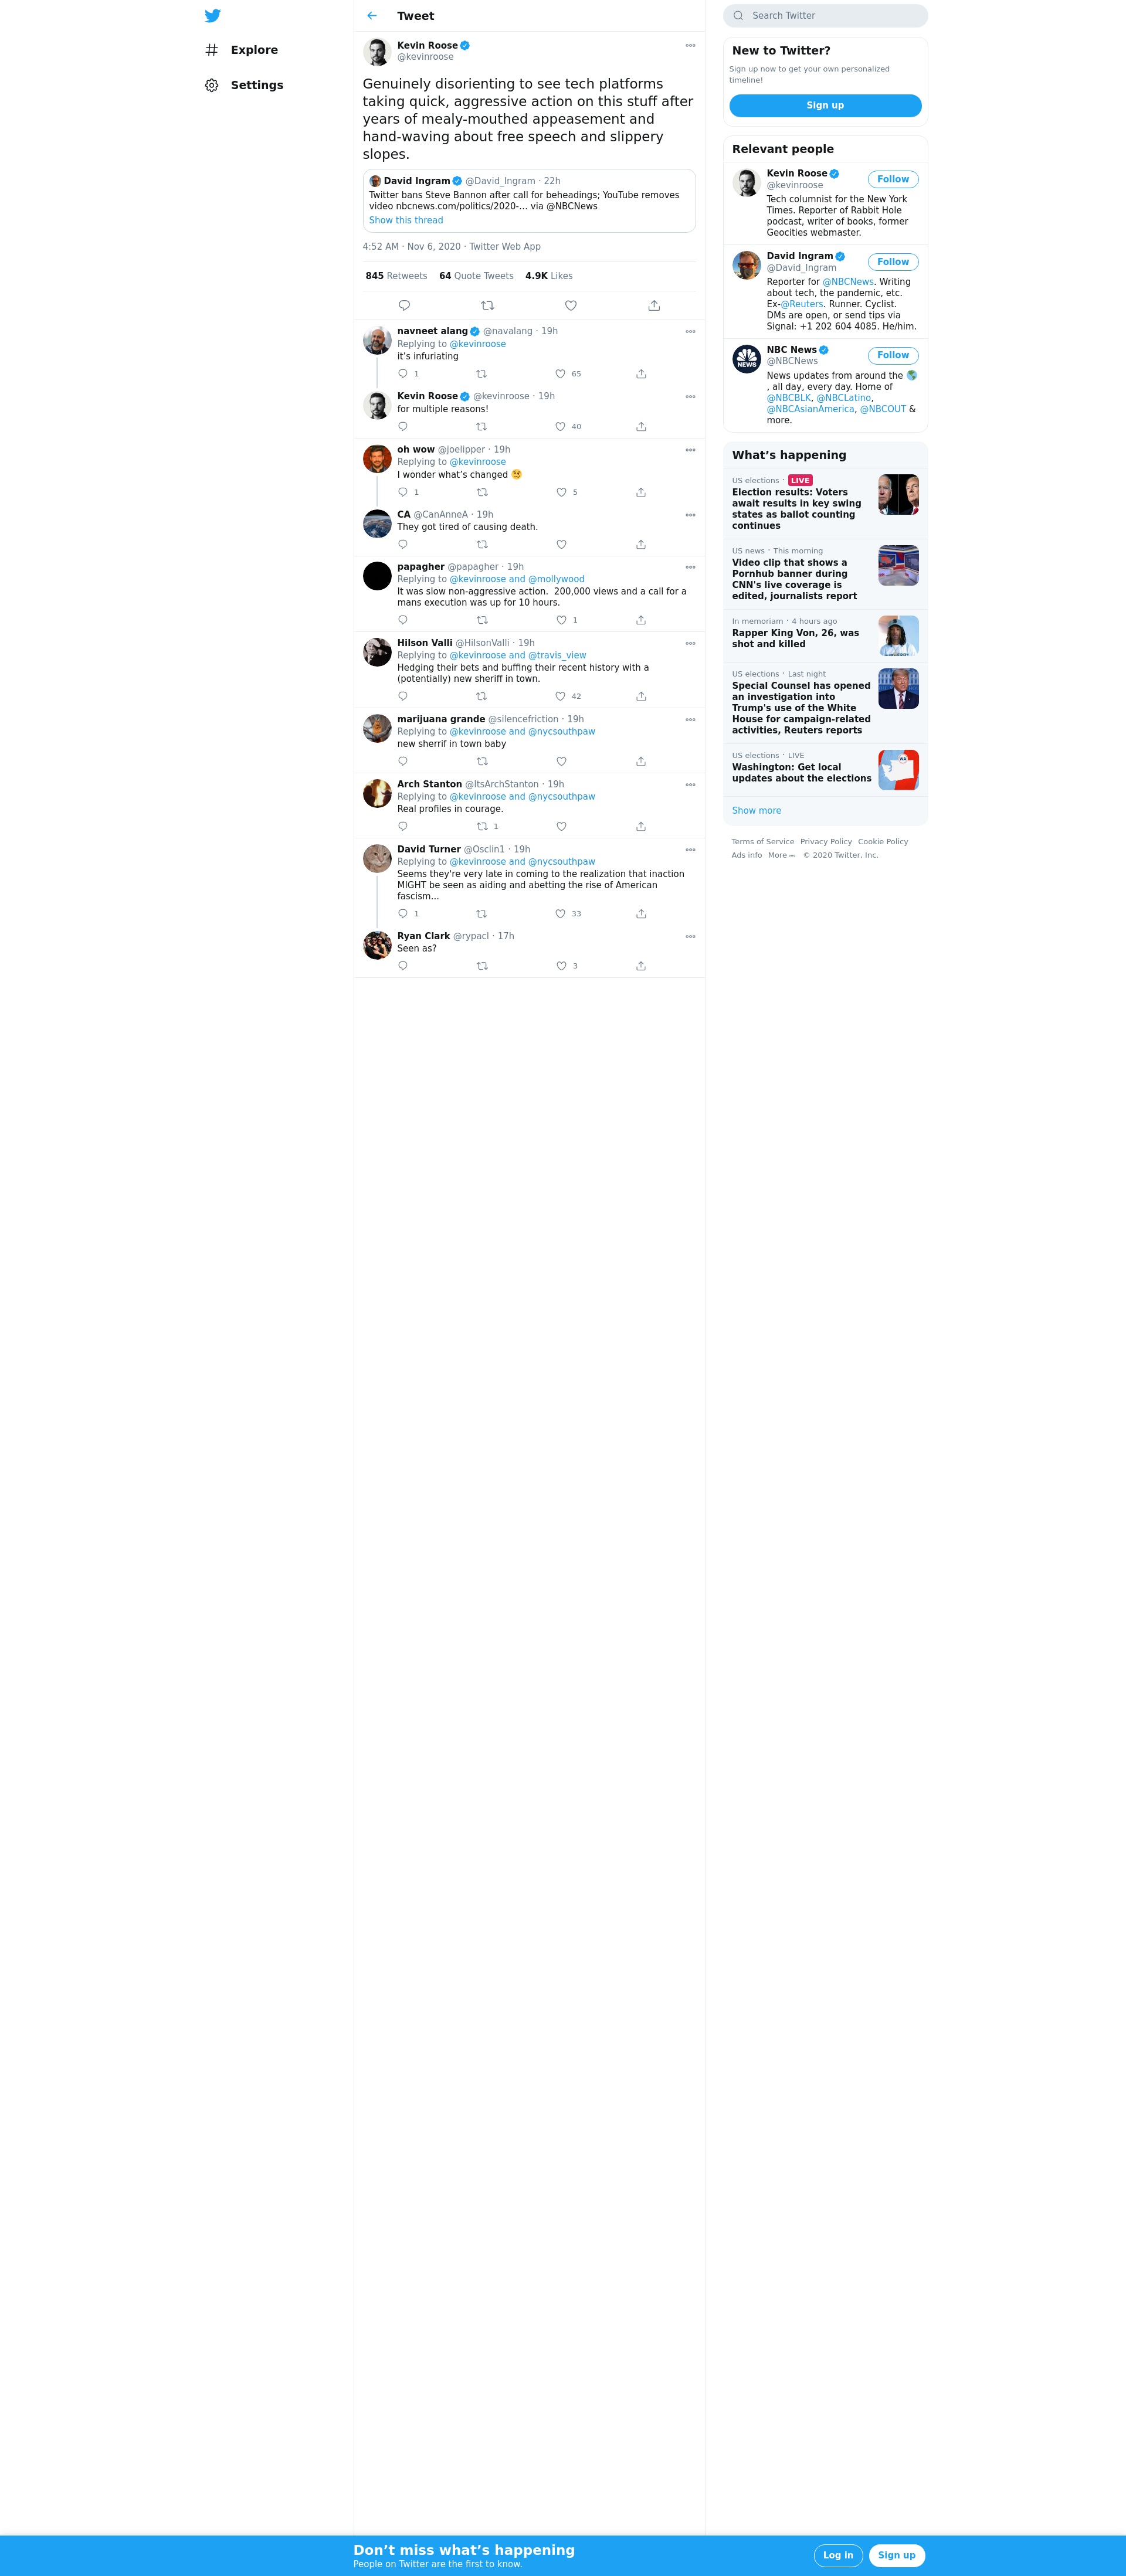 Explore
Settings
Tweet
Kevin Roose
@kevinroose
Genuinely disorienting to see tech platforms
taking quick, aggressive action on this stuff after
years of mealy-mouthed appeasement and
hand-waving about free speech and slippery
slopes.
David Ingram @David_Ingram · 22h
Twitter bans Steve Bannon after call for beheadings; YouTube removes
video nbcnews.com/politics/2020-… via @NBCNews
Show this thread
4:52 AM · Nov 6, 2020 · Twitter Web App
845 Retweets 64 Quote Tweets 4.9K Likes
navneet alang @navalang · 19h
Replying to @kevinroose
it’s infuriating
1 65
Kevin Roose @kevinroose · 19h
for multiple reasons!
40
oh wow @joelipper · 19h
Replying to @kevinroose
I wonder what’s changed
1 5
CA @CanAnneA · 19h
They got tired of causing death.
papagher @papagher · 19h
Replying to @kevinroose and @mollywood
It was slow non-aggressive action. 200,000 views and a call for a
mans execution was up for 10 hours.
1
Hilson Valli @HilsonValli · 19h
Replying to @kevinroose and @travis_view
Hedging their bets and buffing their recent history with a
(potentially) new sheriff in town.
42
marijuana grande @silencefriction · 19h
Replying to @kevinroose and @nycsouthpaw
new sherrif in town baby
Arch Stanton @ItsArchStanton · 19h
Replying to @kevinroose and @nycsouthpaw
Real profiles in courage.
1
David Turner @Osclin1 · 19h
Replying to @kevinroose and @nycsouthpaw
Seems they're very late in coming to the realization that inaction
MIGHT be seen as aiding and abetting the rise of American
fascism...
1 33
Ryan Clark @rypacl · 17h
Seen as?
3
Search Twitter
New to Twitter?
Sign up now to get your own personalized
timeline!
Sign up
Relevant people
Kevin Roose
@kevinroose
Follow
Tech columnist for the New York
Times. Reporter of Rabbit Hole
podcast, writer of books, former
Geocities webmaster.
David Ingram
@David_Ingram
Follow
Reporter for @NBCNews. Writing
about tech, the pandemic, etc.
Ex-@Reuters. Runner. Cyclist.
DMs are open, or send tips via
Signal: +1 202 604 4085. He/him.
NBC News
@NBCNews
Follow
NEWS
News updates from around the
, all day, every day. Home of
@NBCBLK, @NBCLatino,
@NBCAsianAmerica, @NBCOUT &
more.
What’s happening
US elections · LIVE
Election results: Voters
await results in key swing
states as ballot counting
continues
US news · This morning
Video clip that shows a
Pornhub banner during
CNN's live coverage is
edited, journalists report
In memoriam · 4 hours ago
Rapper King Von, 26, was
shot and killed
US elections · Last night
Special Counsel has opened
an investigation into
Trump's use of the White
House for campaign-related
activities, Reuters reports
US elections · LIVE
Washington: Get local
updates about the elections
WA
Show more
Terms of Service Privacy Policy Cookie Policy
Ads info More © 2020 Twitter, Inc.
Don’t miss what’s happening
People on Twitter are the first to know.
Log in
Sign up